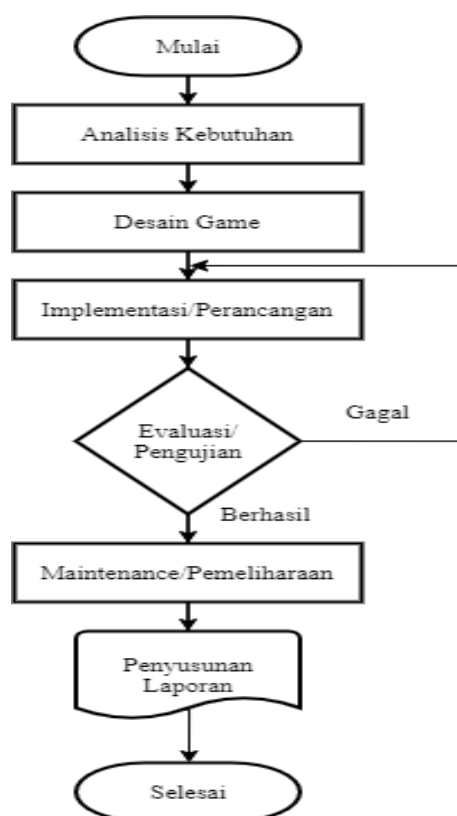 Mulai
Analisis Kebutuhan
Desain Game
Implementasi/Perancangan
Gagal
Evaluasi/
Pengujian
Berhasil
Maintenance/Pemeliharaan
Penyusunan
Laporan
Selesai